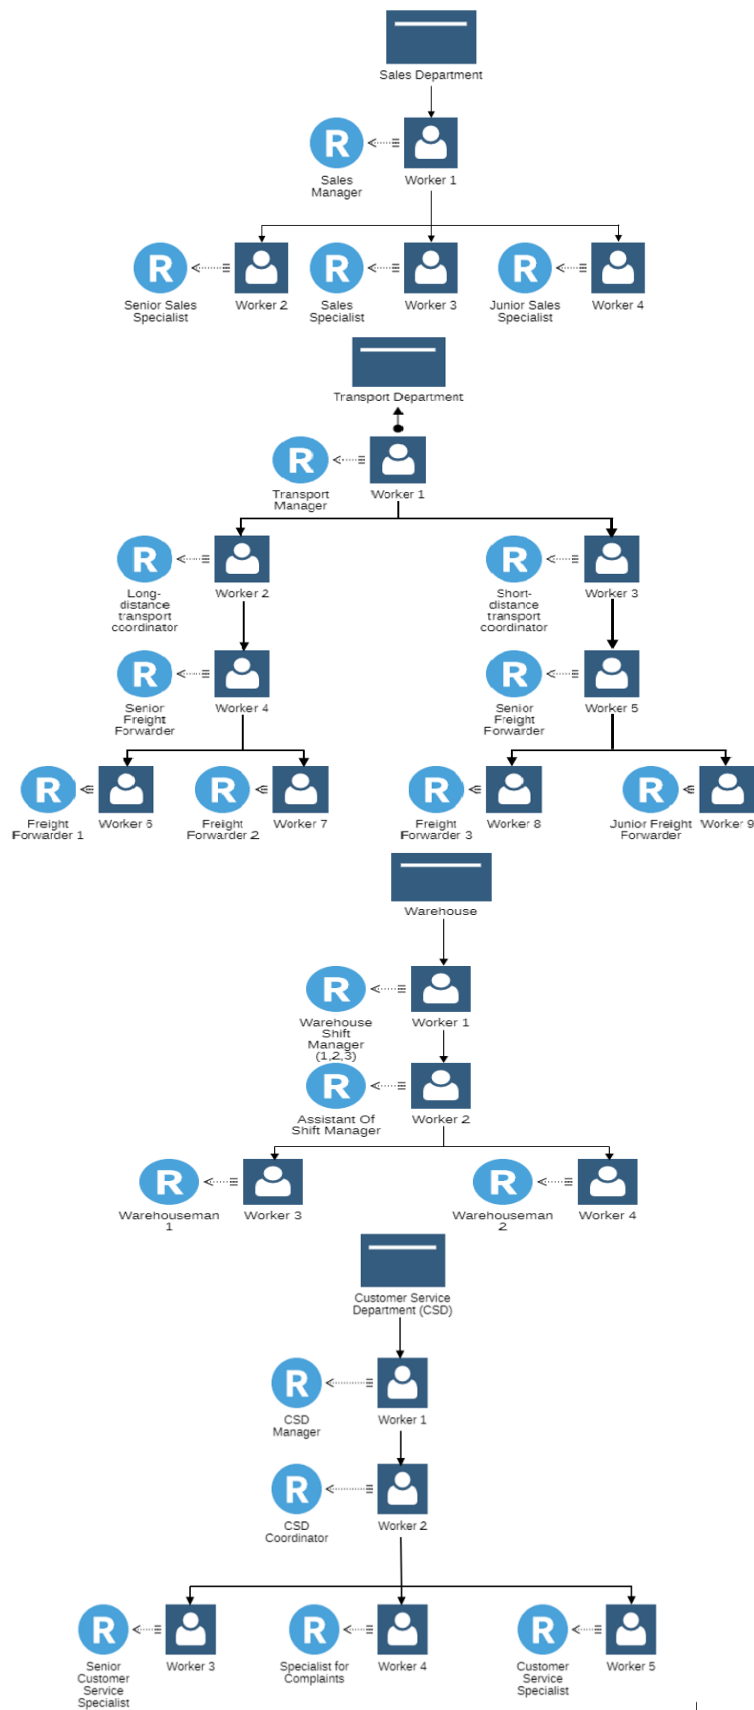 Sales Department
R
Sales
Manager
Worker 1
R
Senior Sales
Specialist
Worker 2
R
Sales
Specialist
Worker 3
R
Junior Sales
Specialist
Worker 4
Transport Department
R
Transport
Manager
Worker 1
R
Long-
distance
transport
coordinator
Worker 2
R
Short-
distance
transport
coordinator
Worker 3
R
Senior
Freight
Forwarder
Worker 4
R
Senior
Freight
Forwarder
Worker 5
R
Freight
Forwarder 1
Worker 6
R
Freight
Forwarder 2
Worker 7
R
Freight
Forwarder 3
Worker 8
R
Junior Freight
Forwarder
Worker 9
Warehouse
R
Warehouse
Shift
Manager
(1,2,3)
Worker 1
R
Assistant Of
Shift Manager
Worker 2
R
Warehouseman
1
Worker 3
R
Warehouseman
2
Worker 4
Customer Service
Department (CSD)
R
CSD
Manager
Worker 1
R
CSD
Coordinator
Worker 2
R
Senior
Customer
Service
Specialist
Worker 3
R
Specialist for
Complaints
Worker 4
R
Customer
Service
Specialist
Worker 5